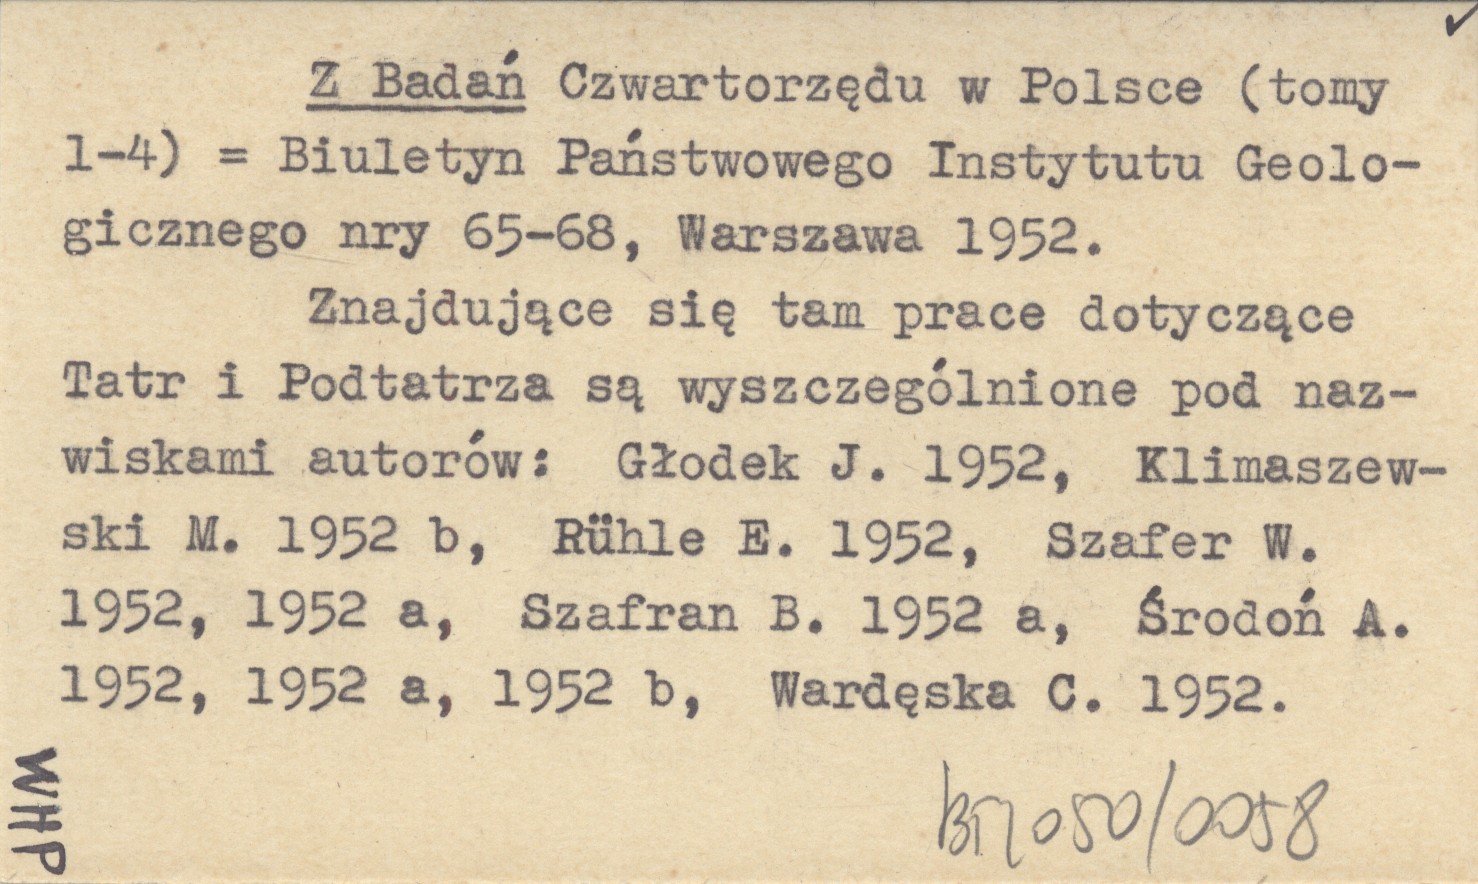 Z Badań Czwartorzędu w Polsce (tomy
1-4) = Biuletyn Państwowego Instytutu Geolo-
gicznego nry 65-68, Warszawa 1952.
Znajdujące się tam prace dotyczące
Tatr i Podtatrza są wyszczególnione pod naz-
wiskami autorów: Głodek J. 1952, Klimaszew-
ski M. 1952 b, Rühle E. 1952, Szafer W.
1952, 1952 a, Szafran B. 1952 a, Środoń A.
1952, 1952 a, 1952 b, Wardęska C. 1952.
WHP
050/0058